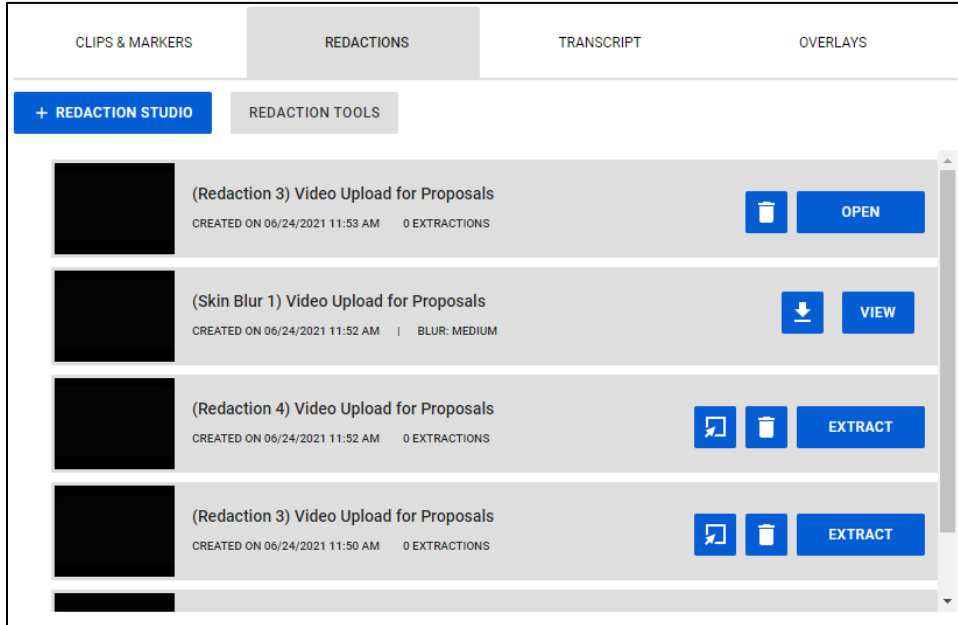 CLIPS & MARKERS REDACTIONS TRANSCRIPT OVERLAYS
+ REDACTION STUDIO REDACTION TOOLS
(Redaction 3) Video Upload for Proposals
CREATED ON 06/24/2021 11:53 AM 0 EXTRACTIONS
OPEN
(Skin Blur 1) Video Upload for Proposals
CREATED ON 06/24/2021 11:52 AM | BLUR: MEDIUM
VIEW
(Redaction 4) Video Upload for Proposals
CREATED ON 06/24/2021 11:52 AM 0 EXTRACTIONS
EXTRACT
(Redaction 3) Video Upload for Proposals
CREATED ON 06/24/2021 11:50 AM 0 EXTRACTIONS
EXTRACT